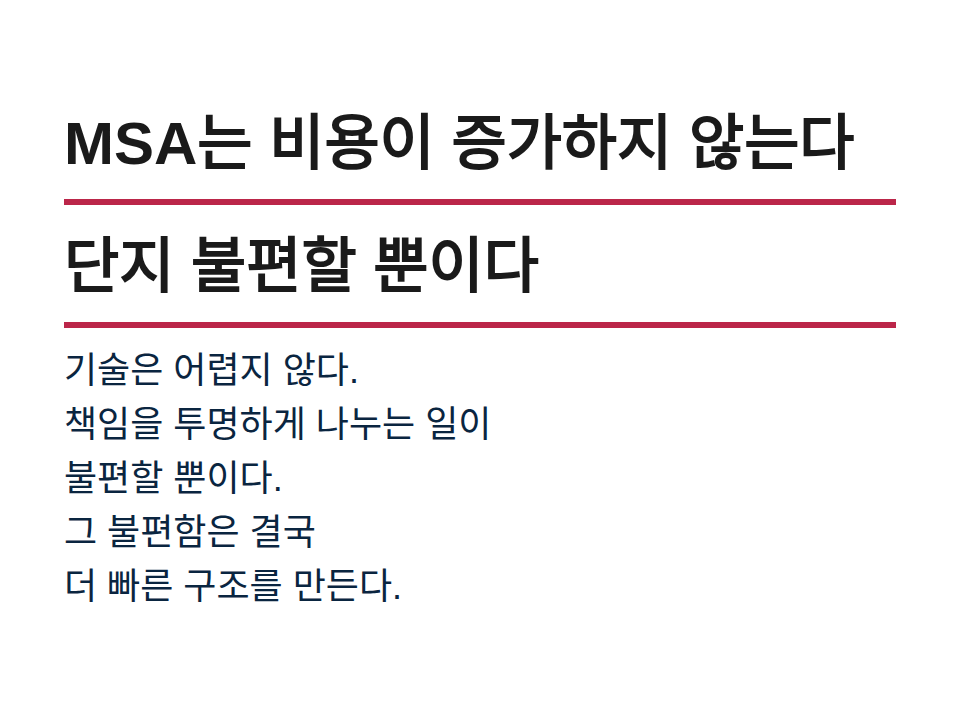 MSA는 비용이 증가하지 않는다
단지 불편할 뿐이다
기술은 어렵지 않다.
책임을 투명하게 나누는 일이
불편할 뿐이다.
그 불편함은 결국
더 빠른 구조를 만든다.